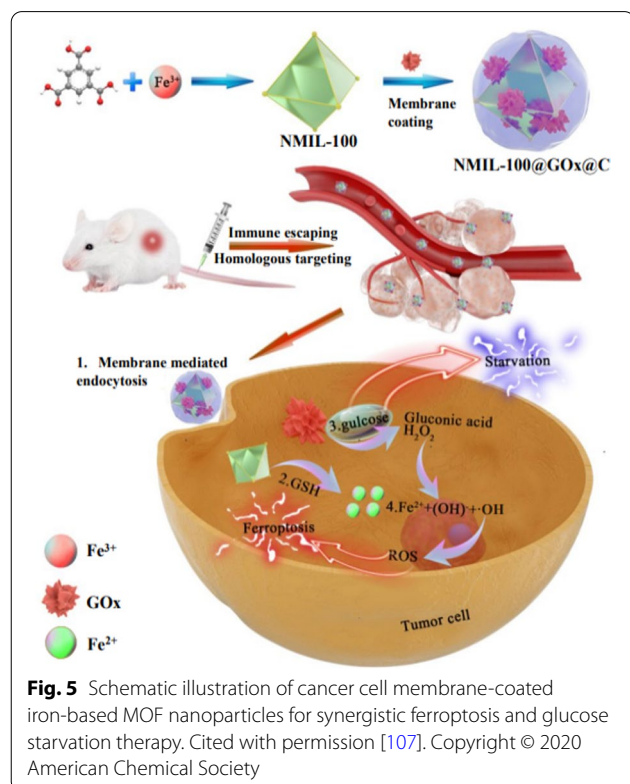 Fe³⁺
NMIL-100
Membrane
coating
NMIL-100@GOx@C
Immune escaping
Homologous targeting
1. Membrane mediated
endocytosis
Starvation
3.gulcose
Gluconic acid
H₂O₂
2.GSH
4.Fe²⁺+(OH)⁻+·OH
Ferroptosis
ROS
Tumor cell
Fe³⁺
GOx
Fe²⁺
Fig. 5 Schematic illustration of cancer cell membrane-coated
iron-based MOF nanoparticles for synergistic ferroptosis and glucose
starvation therapy. Cited with permission [107]. Copyright © 2020
American Chemical Society